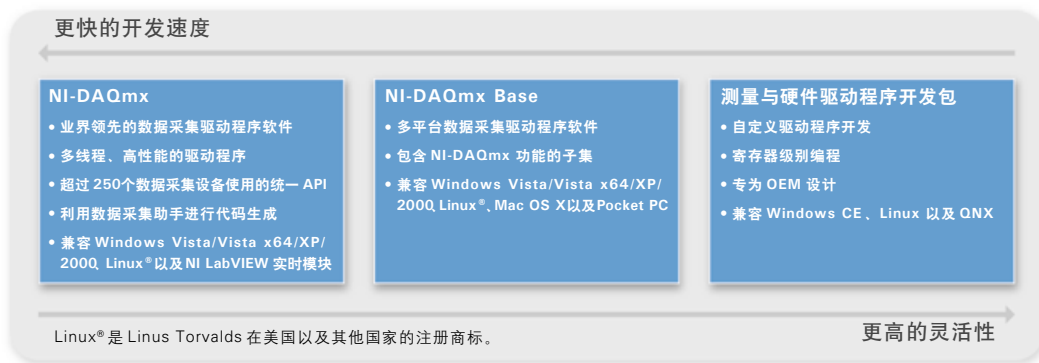 更快的开发速度
NI-DAQmx
• 业界领先的数据采集驱动程序软件
• 多线程、高性能的驱动程序
• 超过 250个数据采集设备使用的统一 API
• 利用数据采集助手进行代码生成
• 兼容 Windows Vista/Vista x64/XP/
2000、Linux®以及NI LabVIEW 实时模块
NI-DAQmx Base
• 多平台数据采集驱动程序软件
• 包含 NI-DAQmx 功能的子集
• 兼容 Windows Vista/Vista x64/XP/
2000、Linux®、Mac OS X以及Pocket PC
测量与硬件驱动程序开发包
• 自定义驱动程序开发
• 寄存器级别编程
• 专为 OEM 设计
• 兼容 Windows CE、Linux 以及 QNX
Linux®是 Linus Torvalds 在美国以及其他国家的注册商标。
更高的灵活性